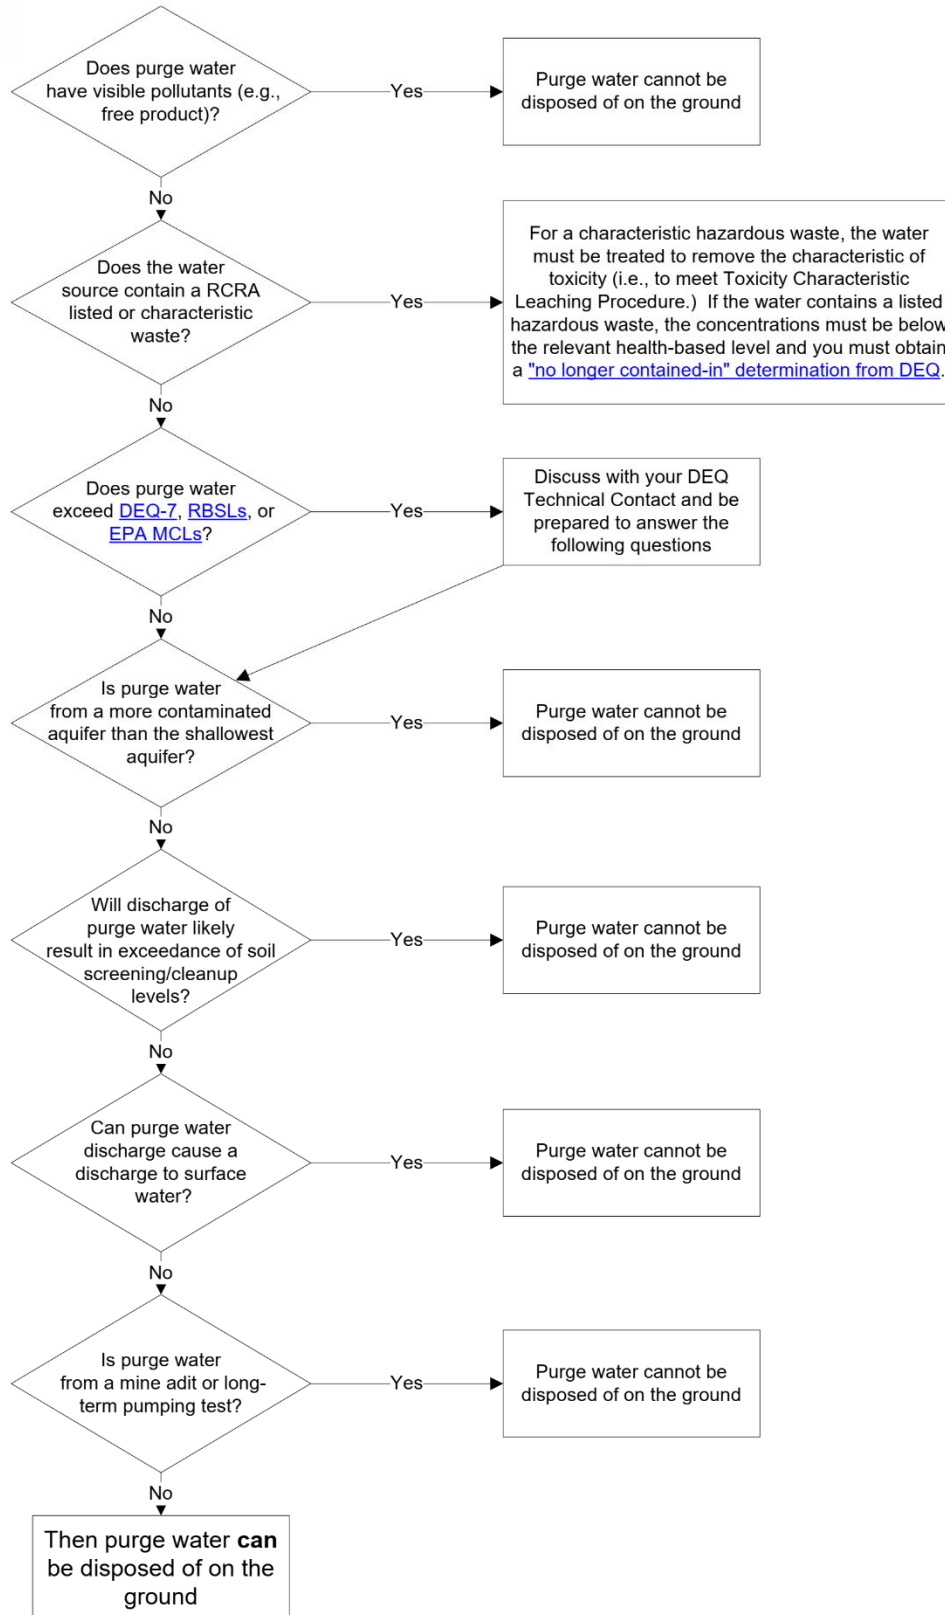 Does purge water
have visible pollutants (e.g.,
free product)?
Yes
Purge water cannot be
disposed of on the ground
No
Does the water
source contain a RCRA
listed or characteristic
waste?
Yes
For a characteristic hazardous waste, the water
must be treated to remove the characteristic of
toxicity (i.e., to meet Toxicity Characteristic
Leaching Procedure.) If the water contains a listed
hazardous waste, the concentrations must be below
the relevant health-based level and you must obtain
a "no longer contained-in" determination from DEQ.
No
Does purge water
exceed DEQ-7, RBSLs, or
EPA MCLs?
Yes
Discuss with your DEQ
Technical Contact and be
prepared to answer the
following questions
No
Is purge water
from a more contaminated
aquifer than the shallowest
aquifer?
Yes
Purge water cannot be
disposed of on the ground
No
Will discharge of
purge water likely
result in exceedance of soil
screening/cleanup
levels?
Yes
Purge water cannot be
disposed of on the ground
No
Can purge water
discharge cause a
discharge to surface
water?
Yes
Purge water cannot be
disposed of on the ground
No
Is purge water
from a mine adit or long-
term pumping test?
Yes
Purge water cannot be
disposed of on the ground
No
Then purge water can
be disposed of on the
ground